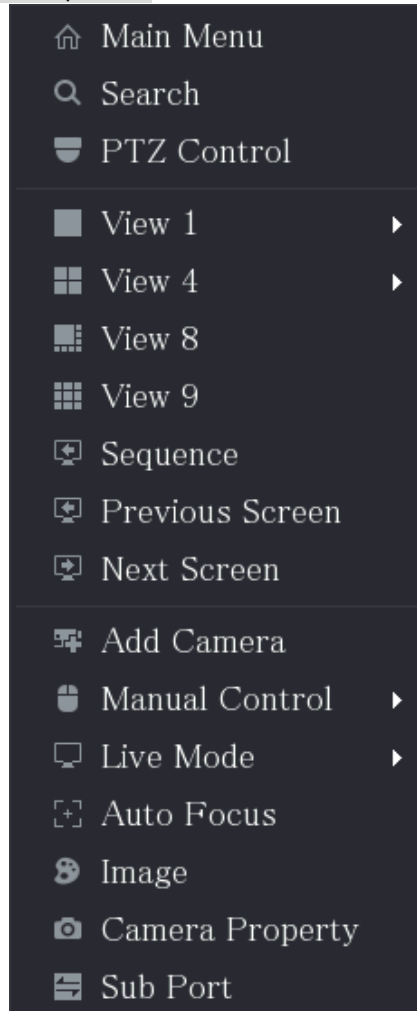 Main Menu
Search
PTZ Control
View 1
View 4
View 8
View 9
Sequence
Previous Screen
Next Screen
Add Camera
Manual Control
Live Mode
Auto Focus
Image
Camera Property
Sub Port